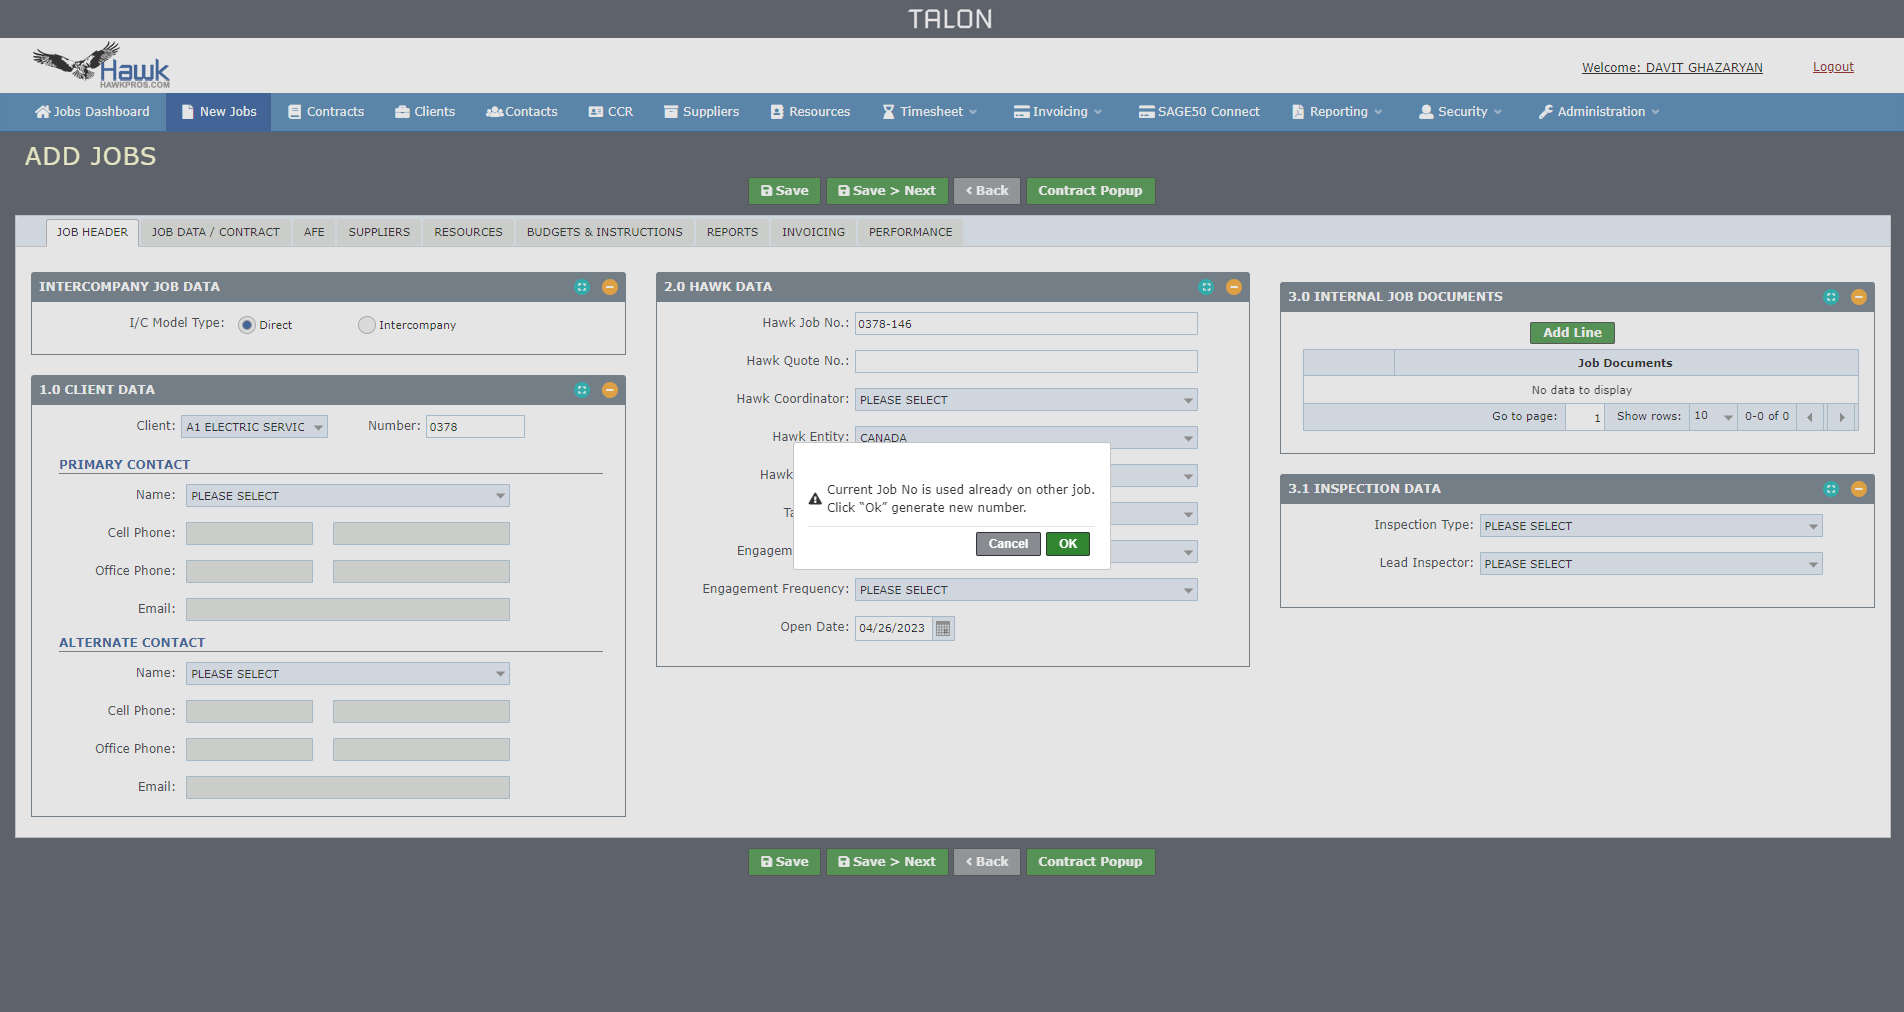 TALON
Hawk
HAWKPROS.COM
Welcome: DAVIT GHAZARYAN
Logout
Jobs Dashboard
New Jobs
Contracts
Clients
Contacts
CCR
Suppliers
Resources
Timesheet
Invoicing
SAGE50 Connect
Reporting
Security
Administration
ADD JOBS
Save
Save > Next
Back
Contract Popup
JOB HEADER
JOB DATA / CONTRACT
AFE
SUPPLIERS
RESOURCES
BUDGETS & INSTRUCTIONS
REPORTS
INVOICING
PERFORMANCE
INTERCOMPANY JOB DATA
I/C Model Type:
Direct
Intercompany
1.0 CLIENT DATA
Client: A1 ELECTRIC SERVIC
Number: 0378
PRIMARY CONTACT
Name: PLEASE SELECT
Cell Phone:
Office Phone:
Email:
ALTERNATE CONTACT
Name: PLEASE SELECT
Cell Phone:
Office Phone:
Email:
2.0 HAWK DATA
Hawk Job No.: 0378-146
Hawk Quote No.:
Hawk Coordinator: PLEASE SELECT
Hawk Entity: CANADA
Hawk
Ta
Engagem
Engagement Frequency: PLEASE SELECT
Open Date: 04/26/2023
Current Job No is used already on other job.
Click “Ok” generate new number.
Cancel
OK
3.0 INTERNAL JOB DOCUMENTS
Add Line
Job Documents
No data to display
Go to page: 1 Show rows: 10 0-0 of 0
3.1 INSPECTION DATA
Inspection Type: PLEASE SELECT
Lead Inspector: PLEASE SELECT
Save
Save > Next
Back
Contract Popup